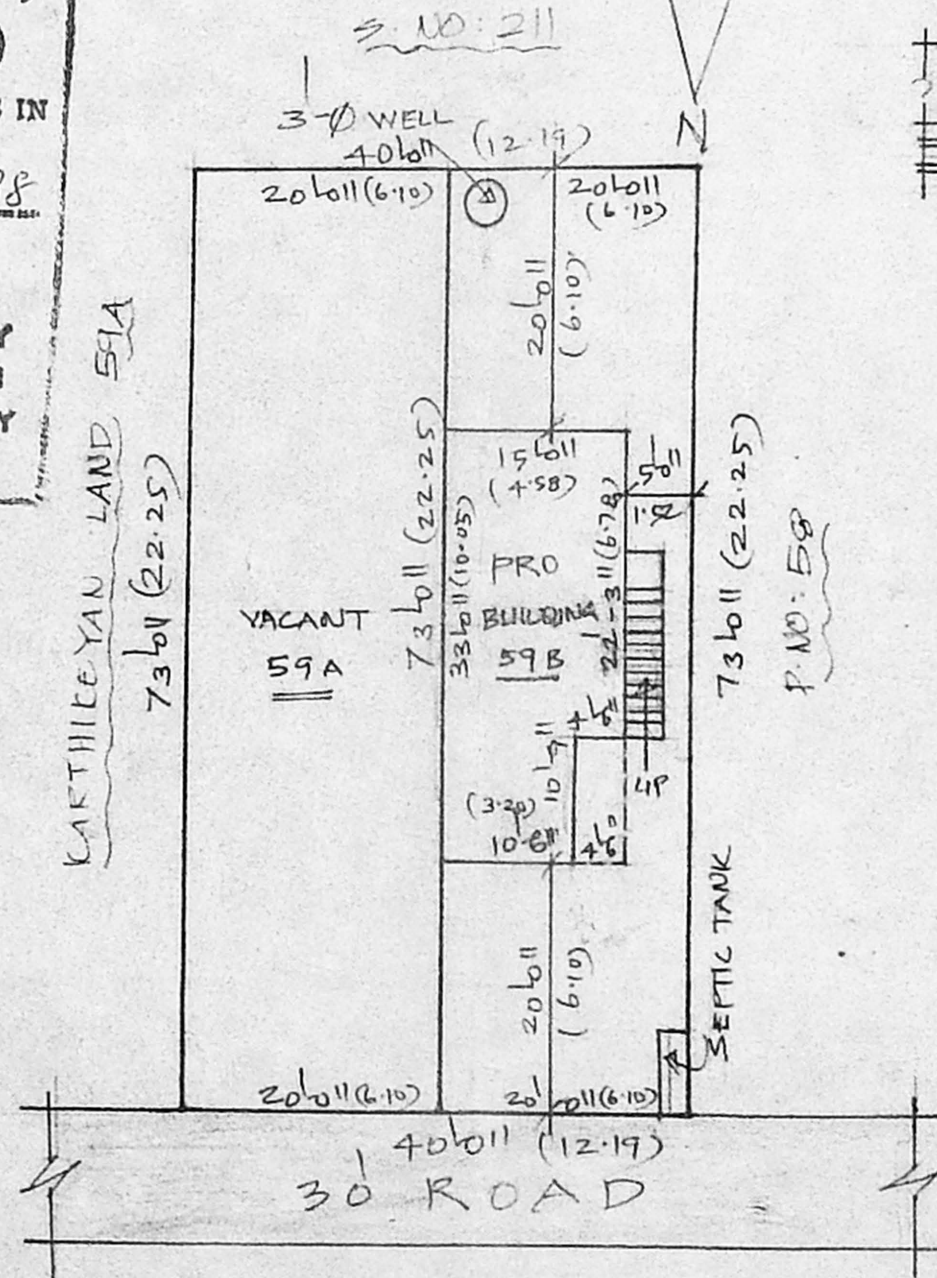 S. NO: 211
IN
3'-Ø WELL
40'0" (12.19)
N
20'0" (6.10)
20'0"
(6.10)
20'0"
(6.10)
KARTHIKEYAN LAND 59A
73'0" (22.25)
73'0" (22.25)
33'0" (10.05)
15'0"
(4.58)
5'0"
22'-3" (6.78)
73'0" (22.25)
P. NO: 58
PRO
BUILDING
59B
VACANT
59A
4'6"
10'9"
UP
(3.20)
10'6"
4'6"
20'0"
(6.10)
SEPTIC TANK
20'0" (6.10)
20'0" (6.10)
40'0" (12.19)
30' ROAD